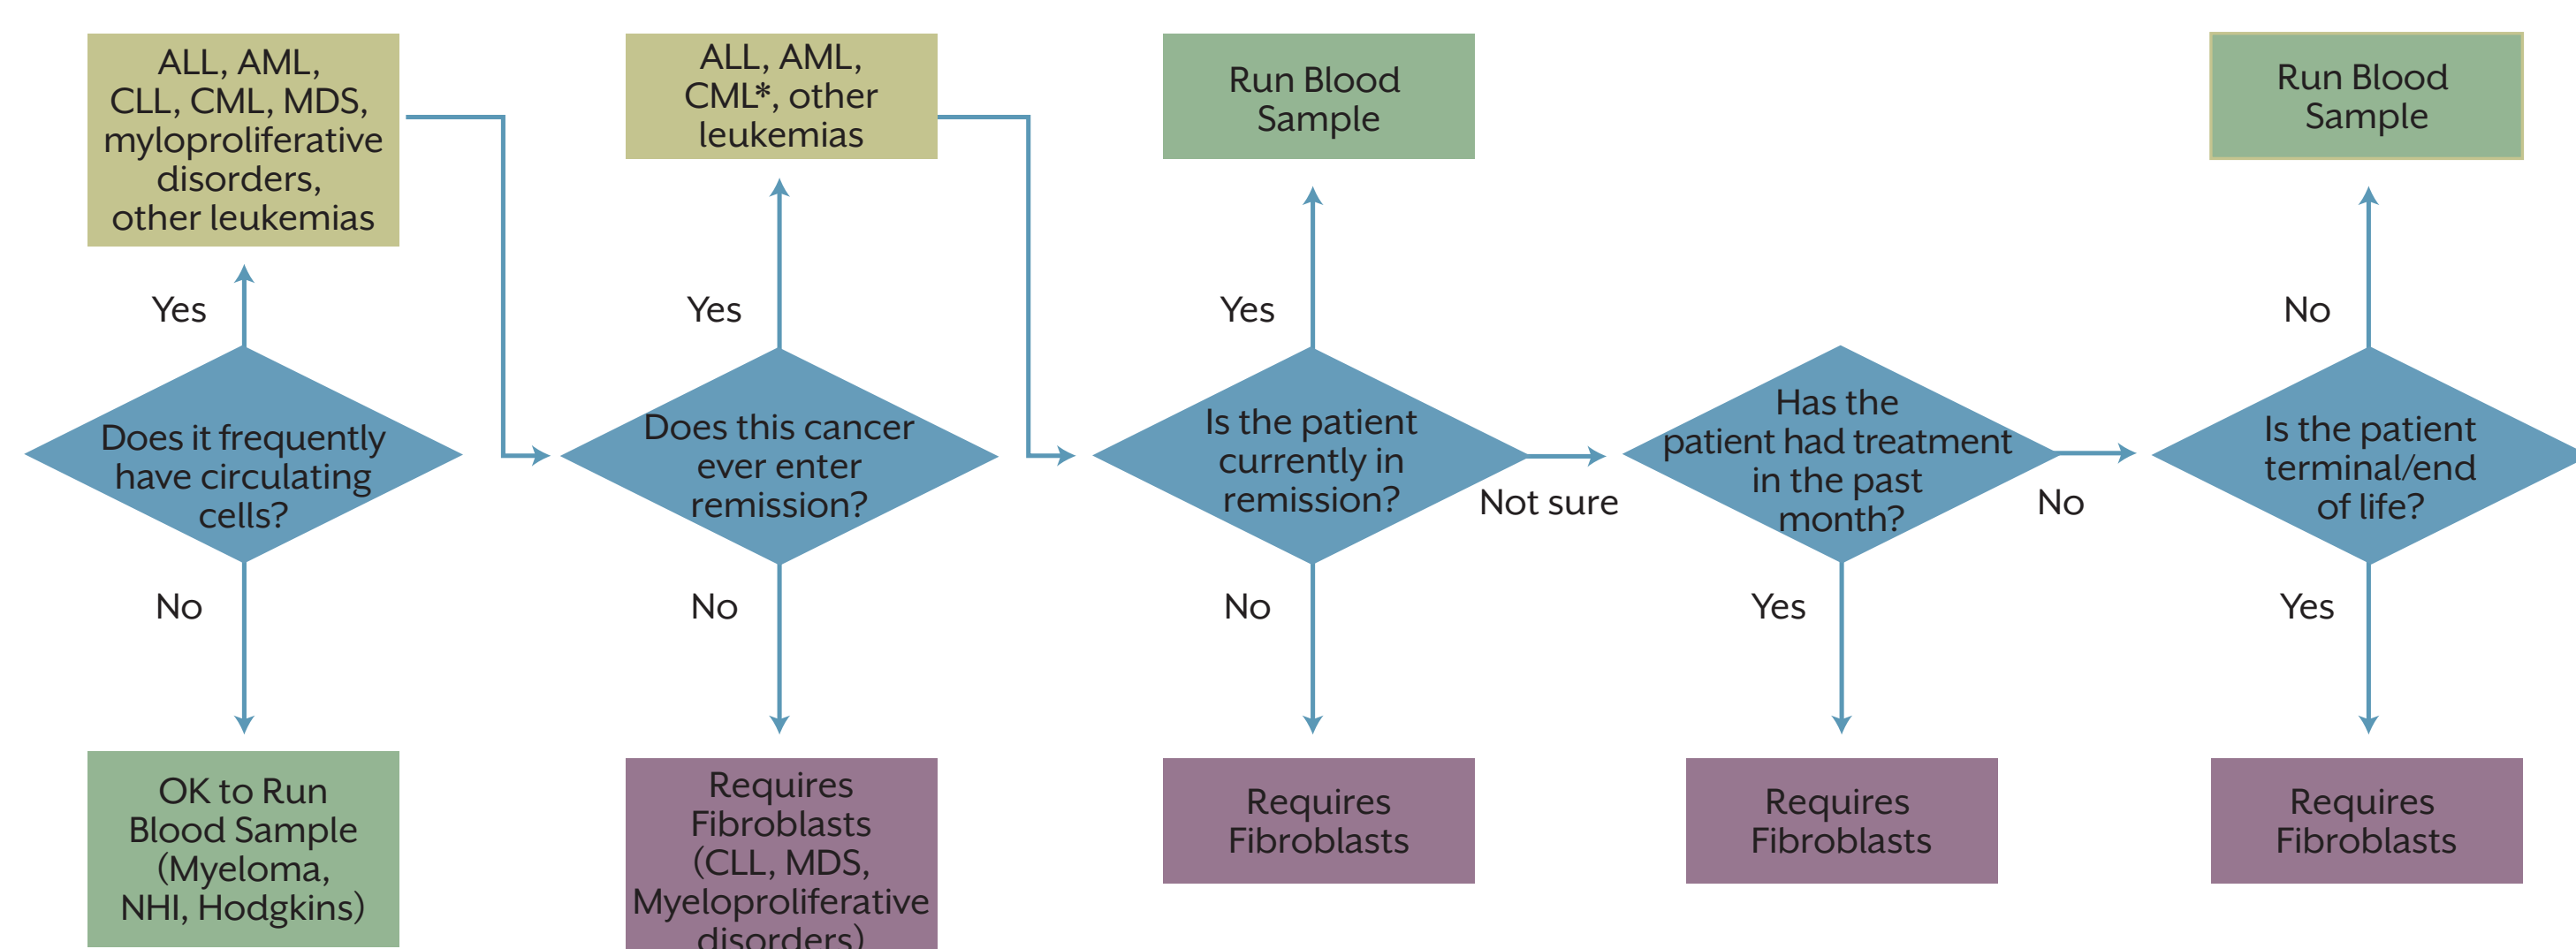 ALL, AML,
CLL, CML, MDS,
myloproliferative
disorders,
other leukemias
Yes
Does it frequently
have circulating
cells?
No
OK to Run
Blood Sample
(Myeloma,
NHI, Hodgkins)
ALL, AML,
CML*, other
leukemias
Yes
Does this cancer
ever enter
remission?
No
Requires
Fibroblasts
(CLL, MDS,
Myeloproliferative
disorders)
Run Blood
Sample
Yes
Is the patient
currently in
remission?
Not sure
No
Requires
Fibroblasts
Has the
patient had treatment
in the past
month?
No
Yes
Requires
Fibroblasts
Run Blood
Sample
No
Is the patient
terminal/end
of life?
Yes
Requires
Fibroblasts